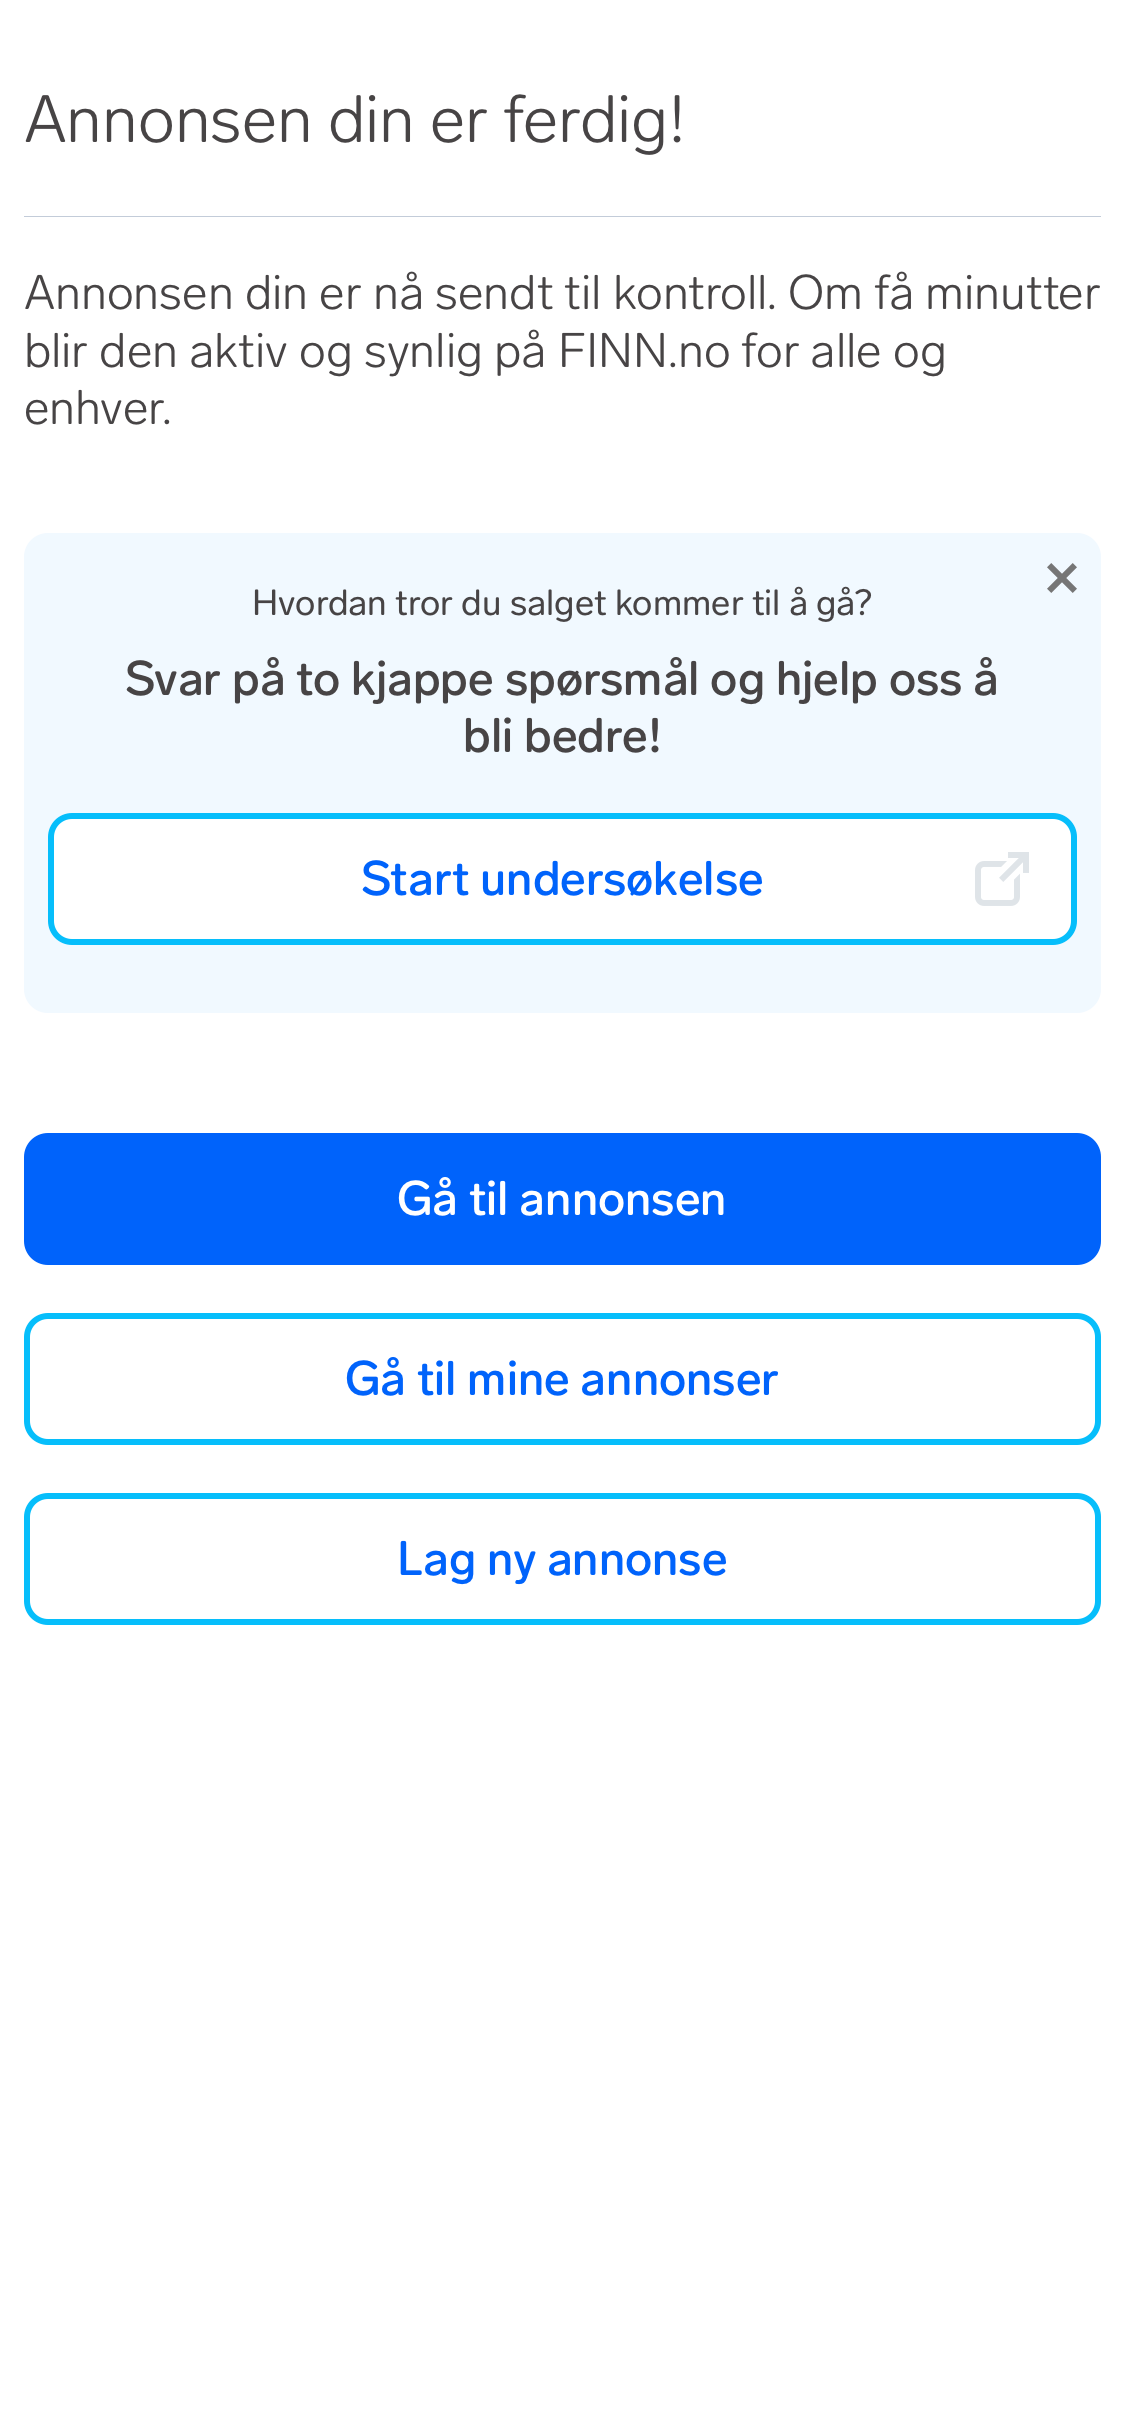 Annonsen din er ferdig!
Annonsen din er nå sendt til kontroll. Om få minutter
blir den aktiv og synlig på FINN.no for alle og
enhver.
Hvordan tror du salget kommer til å gå?
Svar på to kjappe spørsmål og hjelp oss å
bli bedre!
Start undersøkelse
Gå til annonsen
Gå til mine annonser
Lag ny annonse